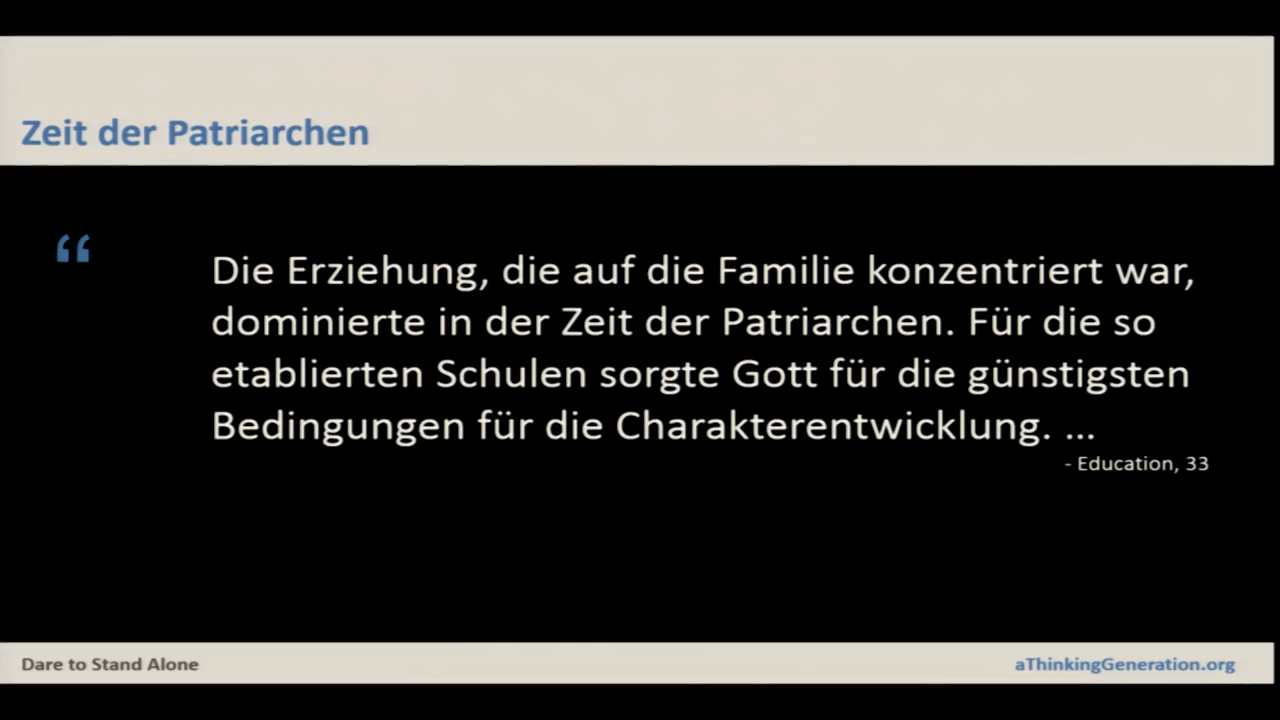 Zeit der Patriarchen
“
Die Erziehung, die auf die Familie konzentriert war,
dominierte in der Zeit der Patriarchen. Für die so
etablierten Schulen sorgte Gott für die günstigsten
Bedingungen für die Charakterentwicklung. ...
- Education, 33
Dare to Stand Alone
aThinkingGeneration.org